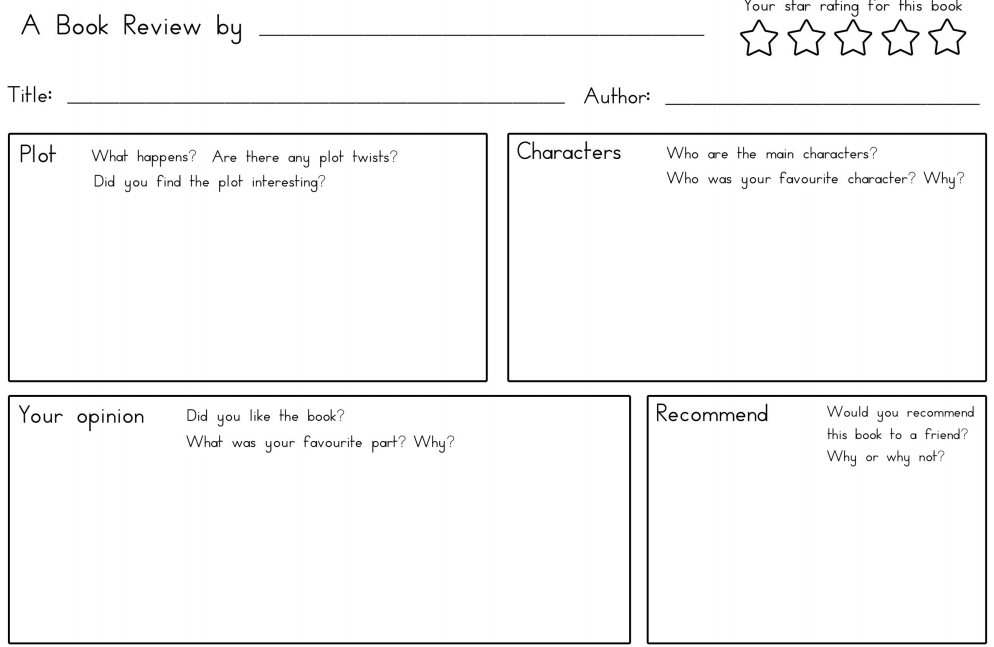 Your star rating for this book
A Book Review by
Title:
Author:
Plot
What happens? Are there any plot twists?
Did you find the plot interesting?
Characters
Who are the main characters?
Who was your favourite character? Why?
Your opinion
Did you like the book?
What was your favourite part? Why?
Recommend
Would you recommend
this book to a friend?
Why or why not?